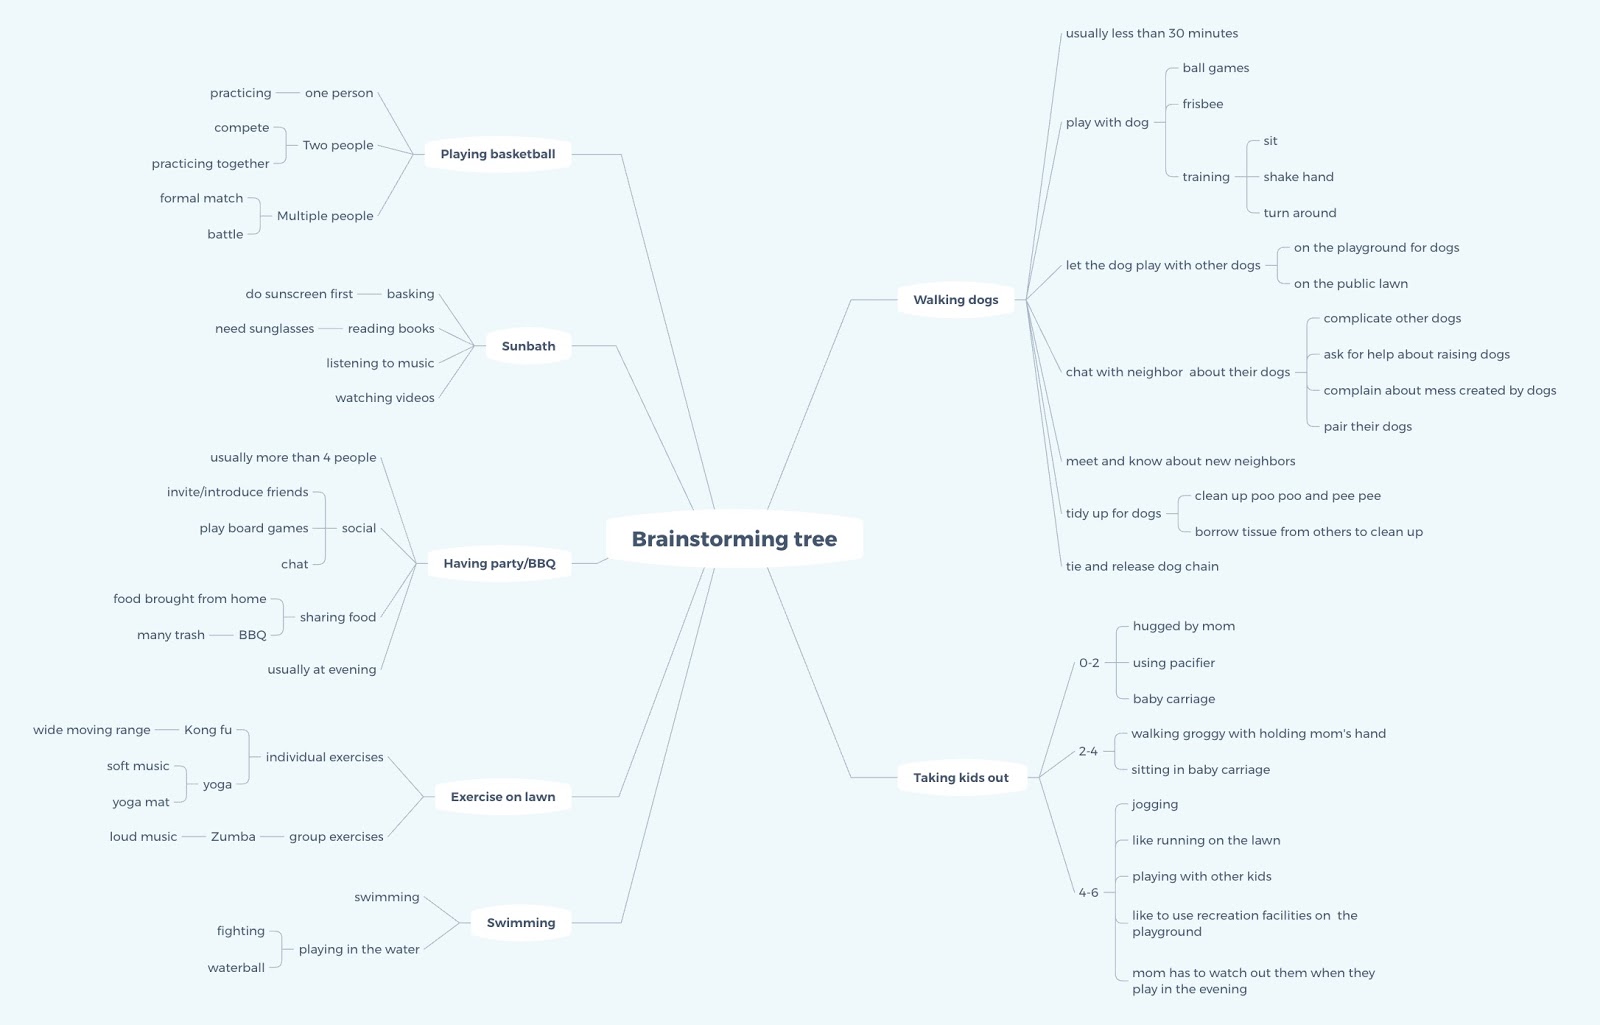 Brainstorming tree
Playing basketball
one person
practicing
Two people
compete
practicing together
Multiple people
formal match
battle
Sunbath
basking
do sunscreen first
reading books
need sunglasses
listening to music
watching videos
Having party/BBQ
usually more than 4 people
social
invite/introduce friends
play board games
chat
sharing food
food brought from home
BBQ
many trash
usually at evening
Exercise on lawn
individual exercises
Kong fu
wide moving range
yoga
soft music
yoga mat
group exercises
Zumba
loud music
Swimming
swimming
playing in the water
fighting
waterball
Walking dogs
usually less than 30 minutes
play with dog
ball games
frisbee
training
sit
shake hand
turn around
let the dog play with other dogs
on the playground for dogs
on the public lawn
chat with neighbor  about their dogs
complicate other dogs
ask for help about raising dogs
complain about mess created by dogs
pair their dogs
meet and know about new neighbors
tidy up for dogs
clean up poo poo and pee pee
borrow tissue from others to clean up
tie and release dog chain
Taking kids out
0-2
hugged by mom
using pacifier
baby carriage
2-4
walking groggy with holding mom's hand
sitting in baby carriage
4-6
jogging
like running on the lawn
playing with other kids
like to use recreation facilities on  the
playground
mom has to watch out them when they
play in the evening